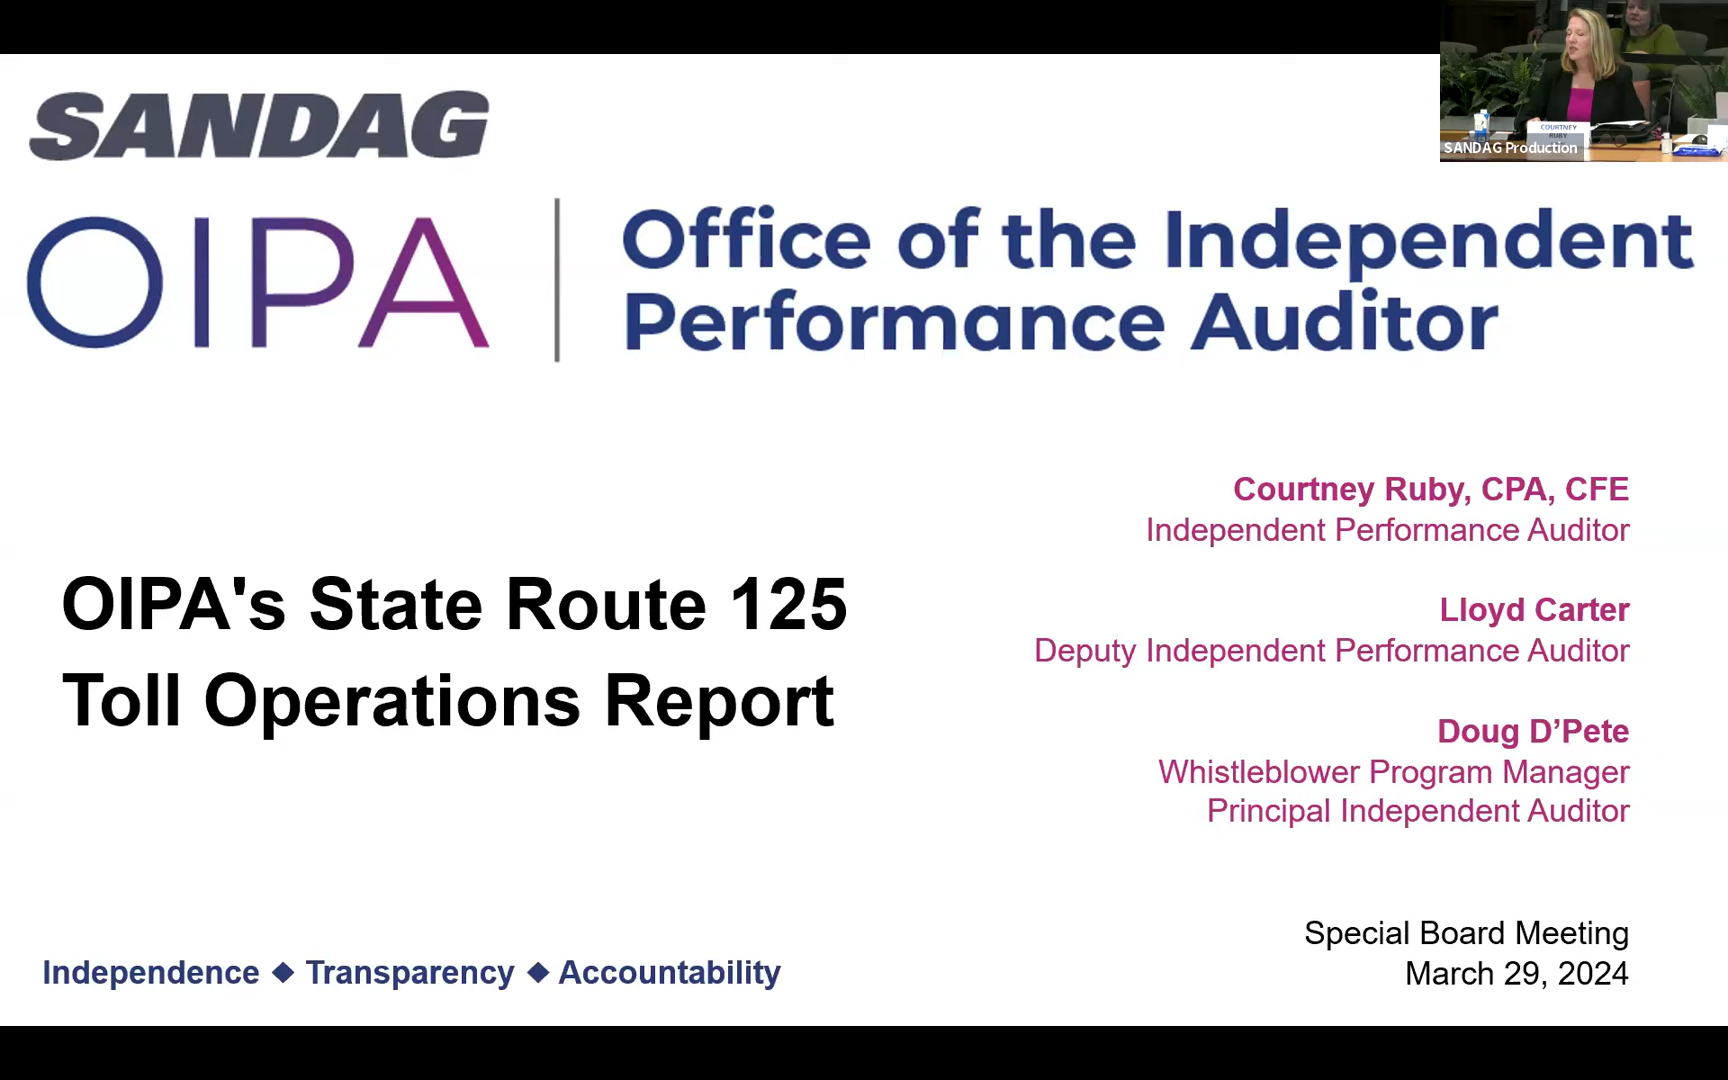 SANDAG
OIPA
Office of the Independent
Performance Auditor
COURTNEY
RUBY
SANDAG Production
OIPA's State Route 125
Toll Operations Report
Courtney Ruby, CPA, CFE
Independent Performance Auditor
Lloyd Carter
Deputy Independent Performance Auditor
Doug D’Pete
Whistleblower Program Manager
Principal Independent Auditor
Independence ◆ Transparency ◆ Accountability
Special Board Meeting
March 29, 2024